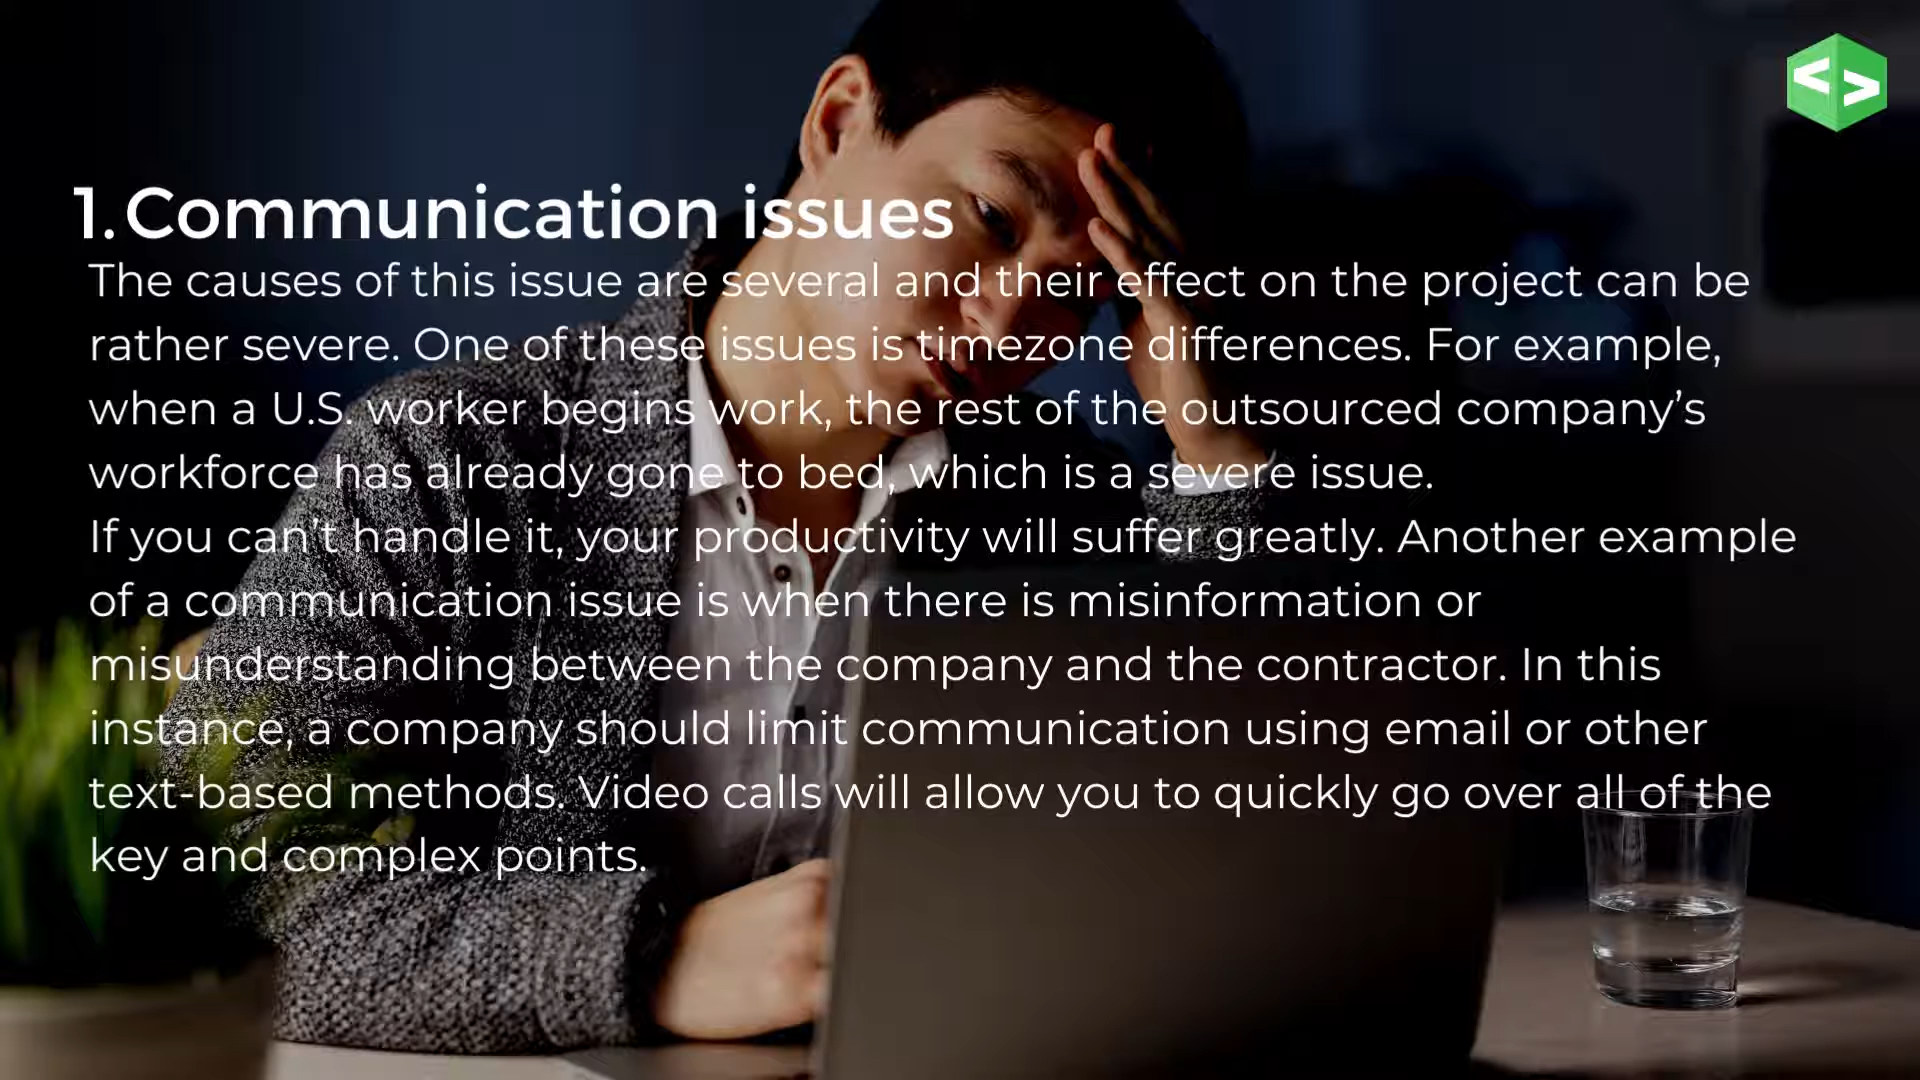 1. Communication issues
The causes of this issue are several and their effect on the project can be
rather severe. One of these issues is timezone differences. For example,
when a U.S. worker begins work, the rest of the outsourced company’s
workforce has already gone to bed, which is a severe issue.
If you can’t handle it, your productivity will suffer greatly. Another example
of a communication issue is when there is misinformation or
misunderstanding between the company and the contractor. In this
instance, a company should limit communication using email or other
text-based methods. Video calls will allow you to quickly go over all of the
key and complex points.